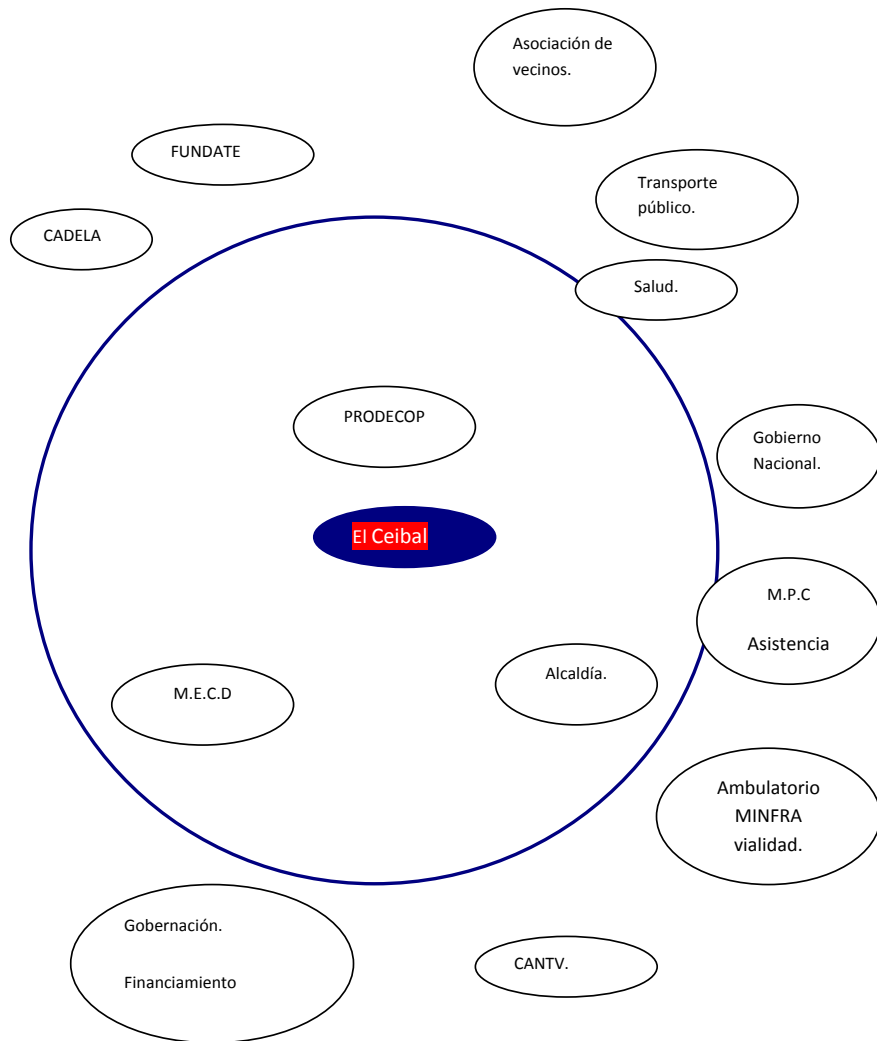 Asociación de
vecinos.
FUNDATE
Transporte
público.
CADELA
Salud.
PRODECOP
Gobierno
Nacional.
El Ceibal
M.P.C
Asistencia
Alcaldía.
M.E.C.D
Ambulatorio
MINFRA
vialidad.
Gobernación.
Financiamiento
CANTV.